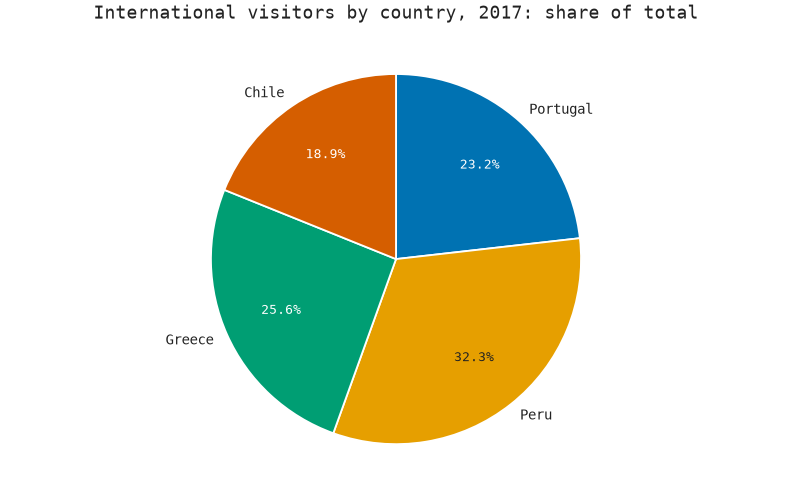 International visitors by country, 2017: share of total
Chile
Portugal
18.9%
23.2%
25.6%
Greece
32.3%
Peru